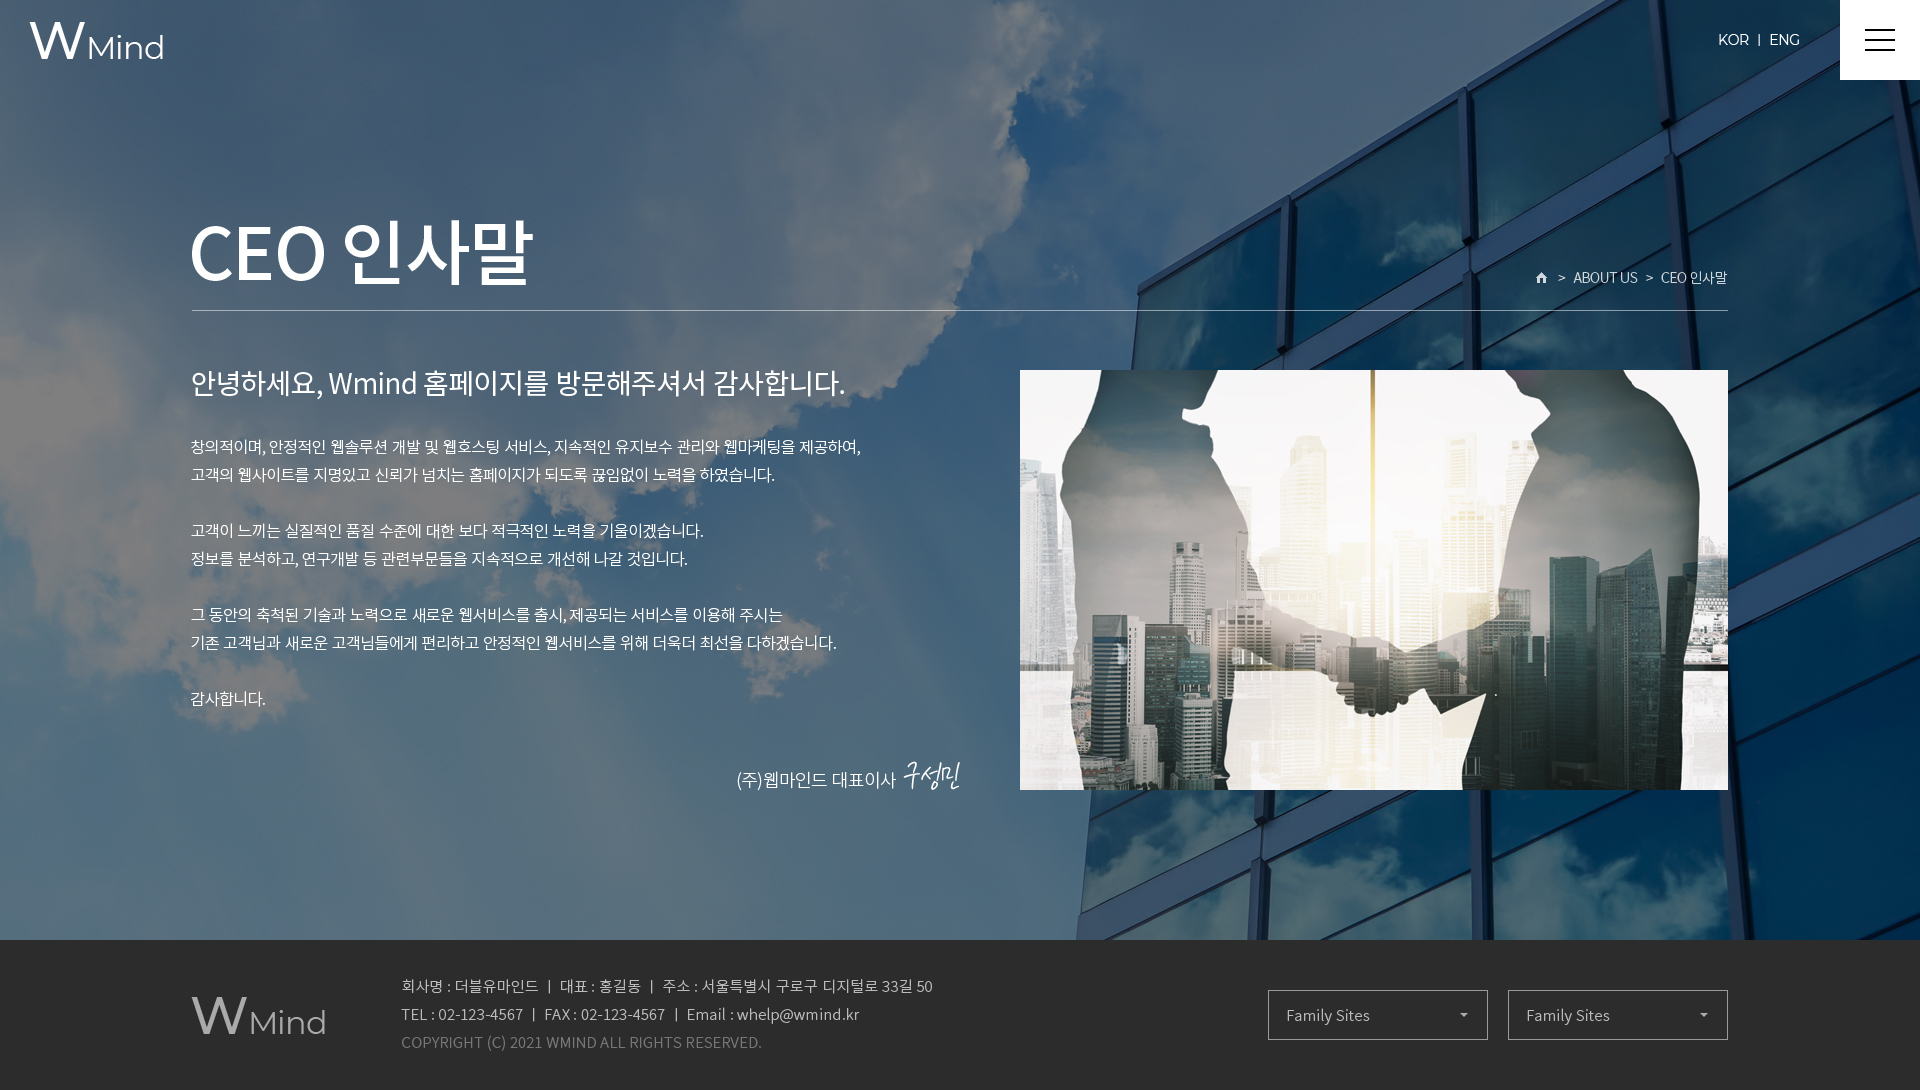 W Mind
KOR | ENG
CEO 인사말
> ABOUT US > CEO 인사말
안녕하세요, Wmind 홈페이지를 방문해주셔서 감사합니다.
창의적이며, 안정적인 웹솔루션 개발 및 웹호스팅 서비스, 지속적인 유지보수 관리와 웹마케팅을 제공하여,
고객의 웹사이트를 지명있고 신뢰가 넘치는 홈페이지가 되도록 끊임없이 노력을 하였습니다.
고객이 느끼는 실질적인 품질 수준에 대한 보다 적극적인 노력을 기울이겠습니다.
정보를 분석하고, 연구개발 등 관련부문들을 지속적으로 개선해 나갈 것입니다.
그 동안의 축척된 기술과 노력으로 새로운 웹서비스를 출시, 제공되는 서비스를 이용해 주시는
기존 고객님과 새로운 고객님들에게 편리하고 안정적인 웹서비스를 위해 더욱더 최선을 다하겠습니다.
감사합니다.
(주)웹마인드 대표이사 구성민
W Mind
회사명 : 더블유마인드 | 대표 : 홍길동 | 주소 : 서울특별시 구로구 디지털로 33길 50
TEL : 02-123-4567 | FAX : 02-123-4567 | Email : whelp@wmind.kr
COPYRIGHT (C) 2021 WMIND ALL RIGHTS RESERVED.
Family Sites
Family Sites